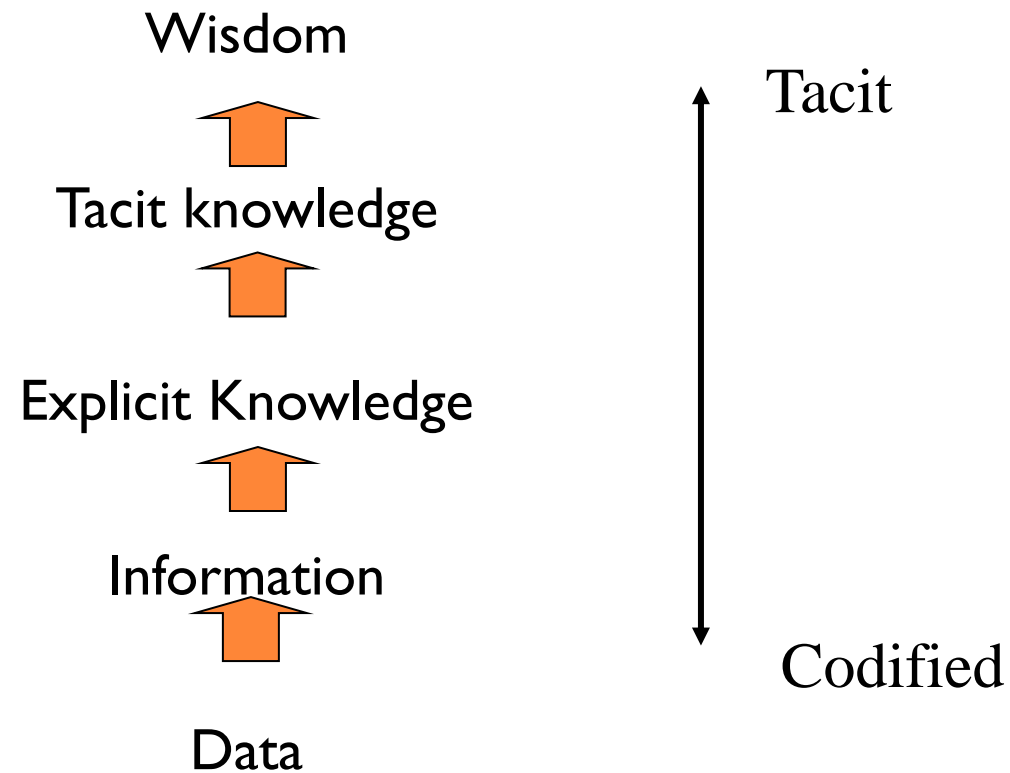 Wisdom
Tacit
Tacit knowledge
Explicit Knowledge
Information
Codified
Data